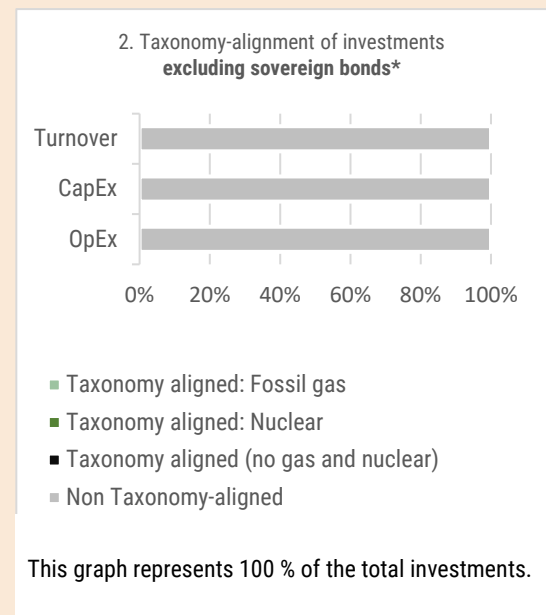 2. Taxonomy-alignment of investments
excluding sovereign bonds*
Turnover
CapEx
OpEx
0% 20% 40% 60% 80% 100%
Taxonomy aligned: Fossil gas
Taxonomy aligned: Nuclear
Taxonomy aligned (no gas and nuclear)
Non Taxonomy-aligned
This graph represents 100 % of the total investments.